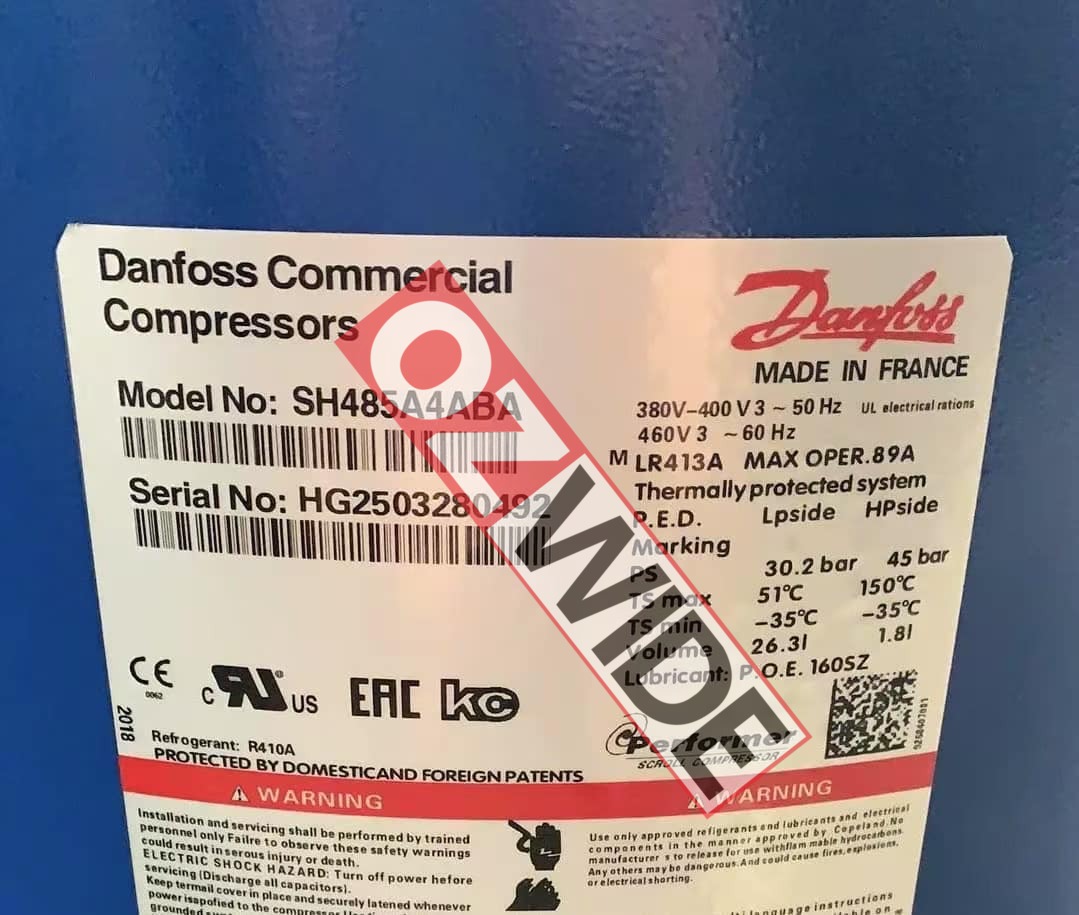 Danfoss Commercial
Compressors
Danfoss
MADE IN FRANCE
Model No: SH485A4ABA
Serial No: HG2503280492
380V–400 V 3 ~ 50 Hz UL electrical rations
460V 3 ~ 60 Hz
M LR413A MAX OPER.89A
Thermally protected system
P.E.D. Lpside HPside
Marking
PS 30.2 bar 45 bar
TS max 51℃ 150℃
TS min –35℃ –35℃
Volume 26.3l 1.8l
Lubricant: P.O.E. 160SZ
OZWIDE
CE
0062
C RU US
EAC
KC
2018
Performer
SCROLL COMPRESSOR
Refrogerant: R410A
PROTECTED BY DOMESTICAND FOREIGN PATENTS
WARNING
Installation and servicing shall be performed by trained
personnel only Failre to observe these safety warnings
could result in serous injury or death.
ELECTRIC SHOCK HAZARD: Turn off power hefore
servicing (Discharge all capacitors).
Keep termail cover in place and securely latened whenever
power isapofied to the compressor
WARNING
Use only approved refigerants end lubricants and electrical
components in the manner approved by Copeland.No
manufacturer s to release for use withflam mable hydrocarbons.
Any others may be dangerous.And could cause fires, explosions,
or electrical shorting.
language instructions